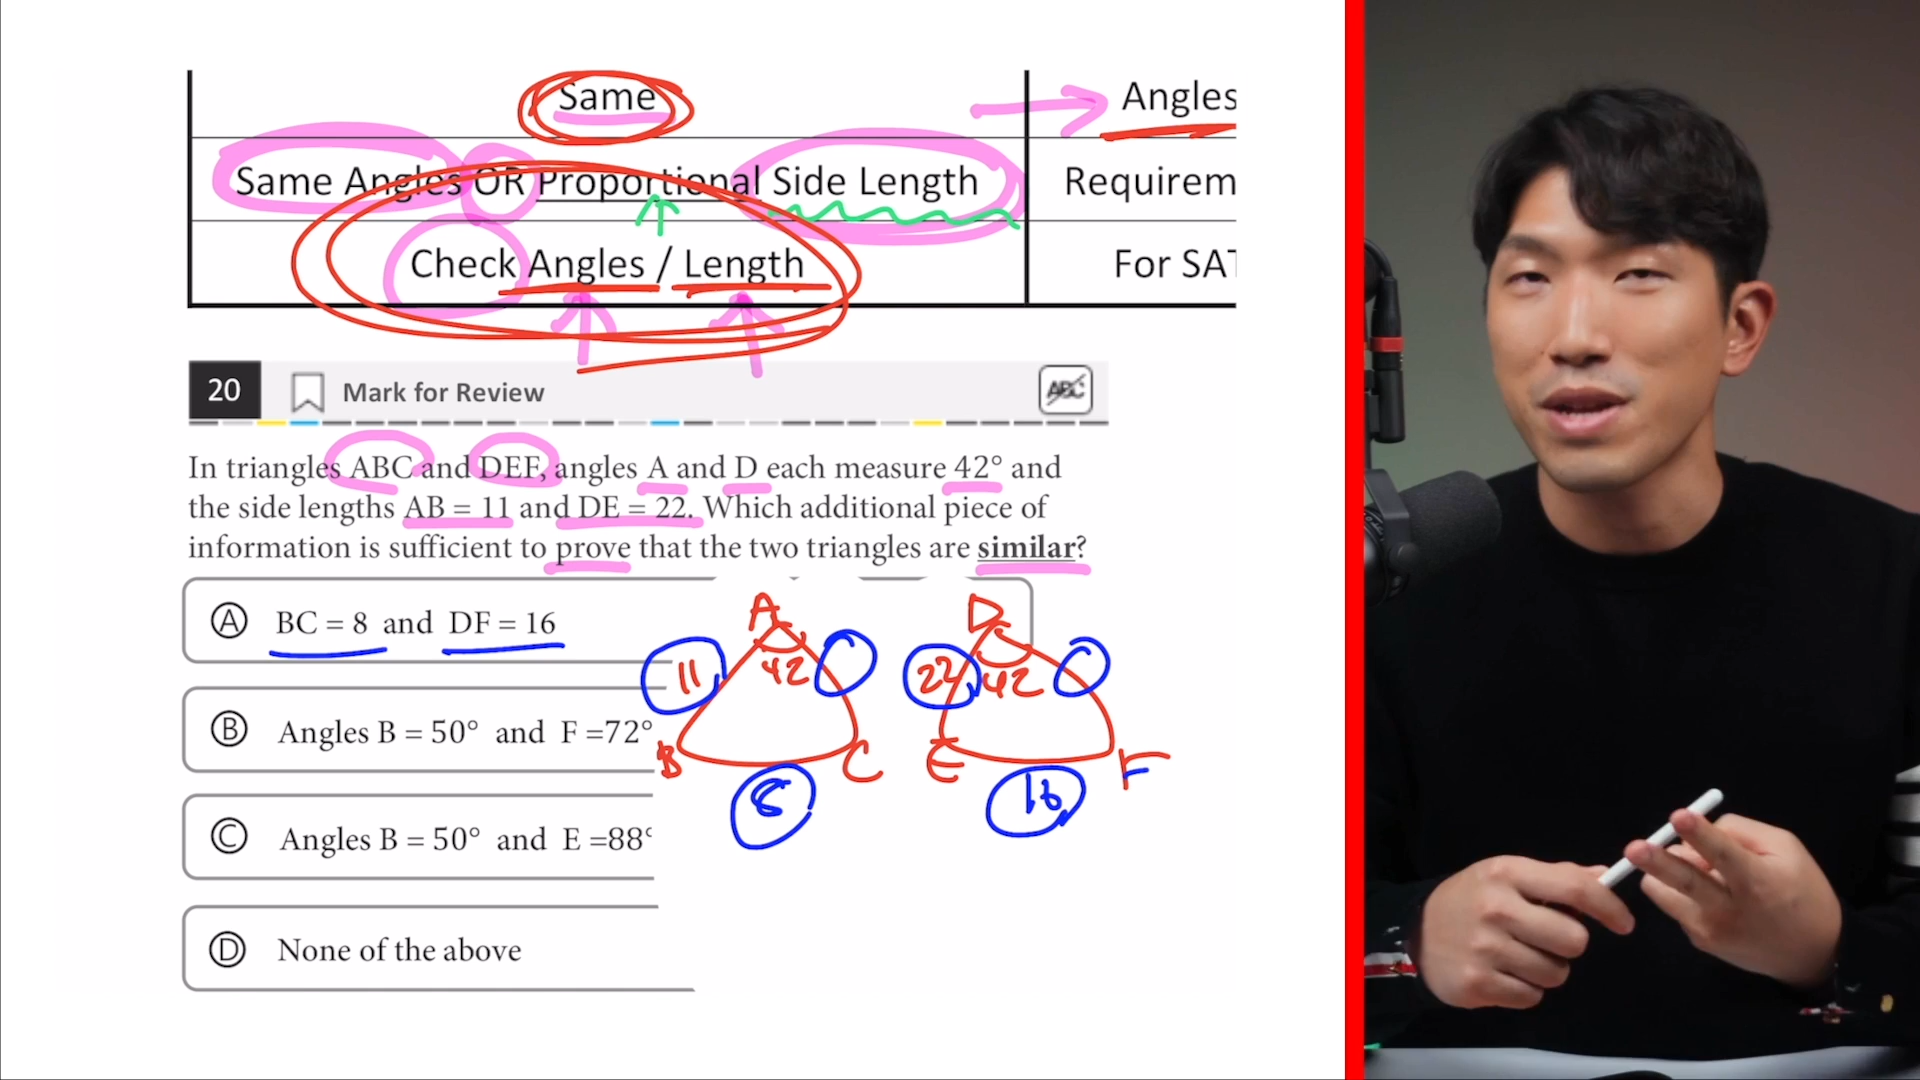 Same
Angles
Same Angles OR Proportional Side Length
Requirem
Check Angles / Length
For SAT
20
Mark for Review
ABC
In triangles ABC and DEF, angles A and D each measure 42° and
the side lengths AB = 11 and DE = 22. Which additional piece of
information is sufficient to prove that the two triangles are similar?
A BC = 8 and DF = 16
B Angles B = 50° and F =72°
C Angles B = 50° and E =88°
D None of the above
A
D
11
42
22
42
B
C
E
F
8
16